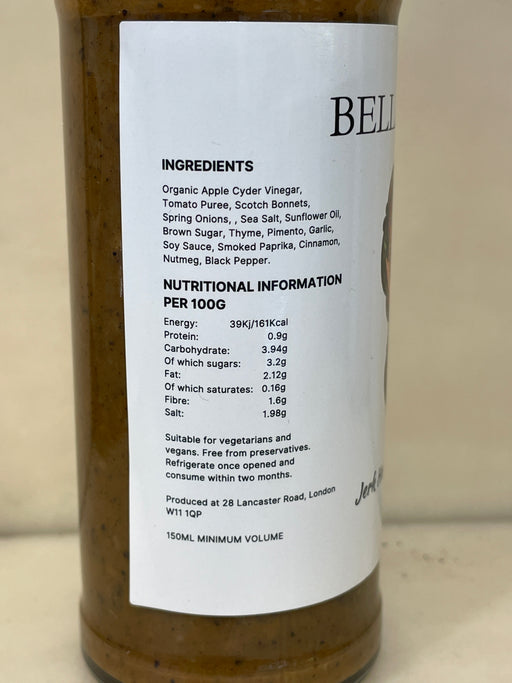 BELL
INGREDIENTS
Organic Apple Cyder Vinegar,
Tomato Puree, Scotch Bonnets,
Spring Onions, , Sea Salt, Sunflower Oil,
Brown Sugar, Thyme, Pimento, Garlic,
Soy Sauce, Smoked Paprika, Cinnamon,
Nutmeg, Black Pepper.
NUTRITIONAL INFORMATION
PER 100G
Energy: 39Kj/161Kcal
Protein: 0.9g
Carbohydrate: 3.94g
Of which sugars: 3.2g
Fat: 2.12g
Of which saturates: 0.16g
Fibre: 1.6g
Salt: 1.98g
Suitable for vegetarians and
vegans. Free from preservatives.
Refrigerate once opened and
consume within two months.
Produced at 28 Lancaster Road, London
W11 1QP
Jerk
150ML MINIMUM VOLUME